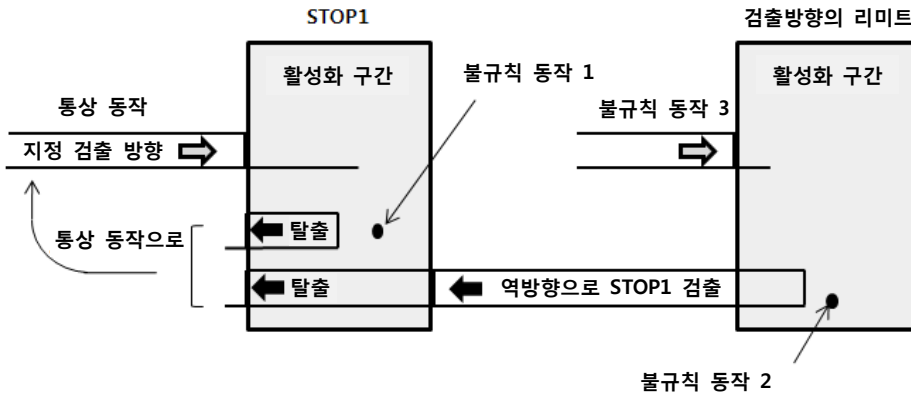 STOP1
검출방향의 리미트
활성화 구간
불규칙 동작 1
활성화 구간
통상 동작
불규칙 동작 3
지정 검출 방향
통상 동작으로
탈출
탈출
역방향으로 STOP1 검출
불규칙 동작 2